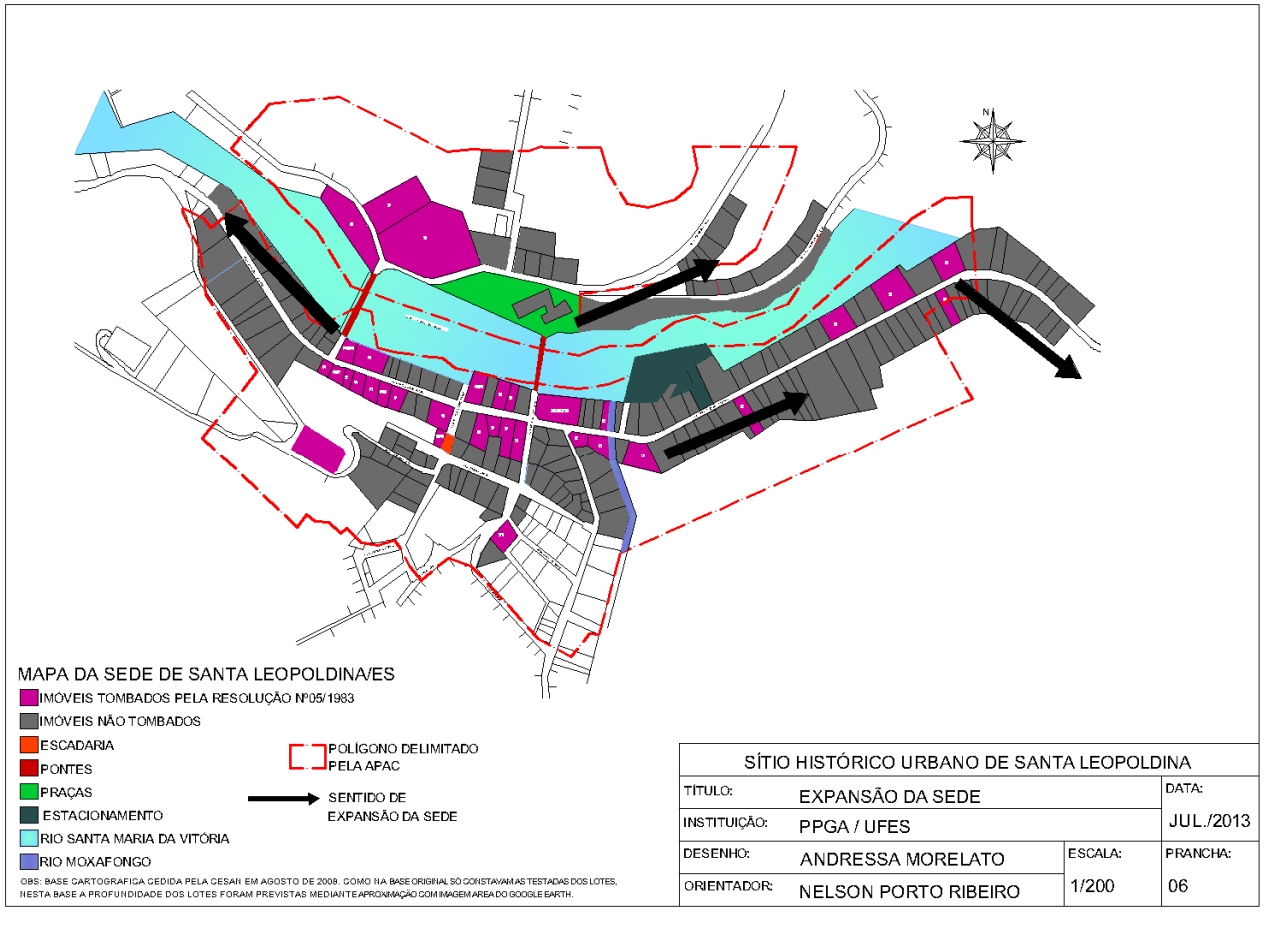 N
MAPA DA SEDE DE SANTA LEOPOLDINA/ES
IMÓVEIS TOMBADOS PELA RESOLUÇÃO Nº05/1983
IMÓVEIS NÃO TOMBADOS
ESCADARIA
PONTES
PRAÇAS
ESTACIONAMENTO
RIO SANTA MARIA DA VITÓRIA
RIO MOXAFONGO
POLÍGONO DELIMITADO
PELA APAC
SENTIDO DE
EXPANSÃO DA SEDE
OBS: BASE CARTOGRAFICA CEDIDA PELA CESAN EM AGOSTO DE 2008. COMO NA BASE ORIGINAL SÓ CONSTAVAM AS TESTADAS DOS LOTES,
NESTA BASE A PROFUNDIDADE DOS LOTES FORAM PREVISTAS MEDIANTE APROXIMAÇÃO COM IMAGEM AREA DO GOOGLE EARTH.
SÍTIO HISTÓRICO URBANO DE SANTA LEOPOLDINA
TÍTULO:
EXPANSÃO DA SEDE
DATA:
JUL./2013
INSTITUIÇÃO:
PPGA / UFES
DESENHO:
ANDRESSA MORELATO
ESCALA:
1/200
PRANCHA:
06
ORIENTADOR:
NELSON PORTO RIBEIRO